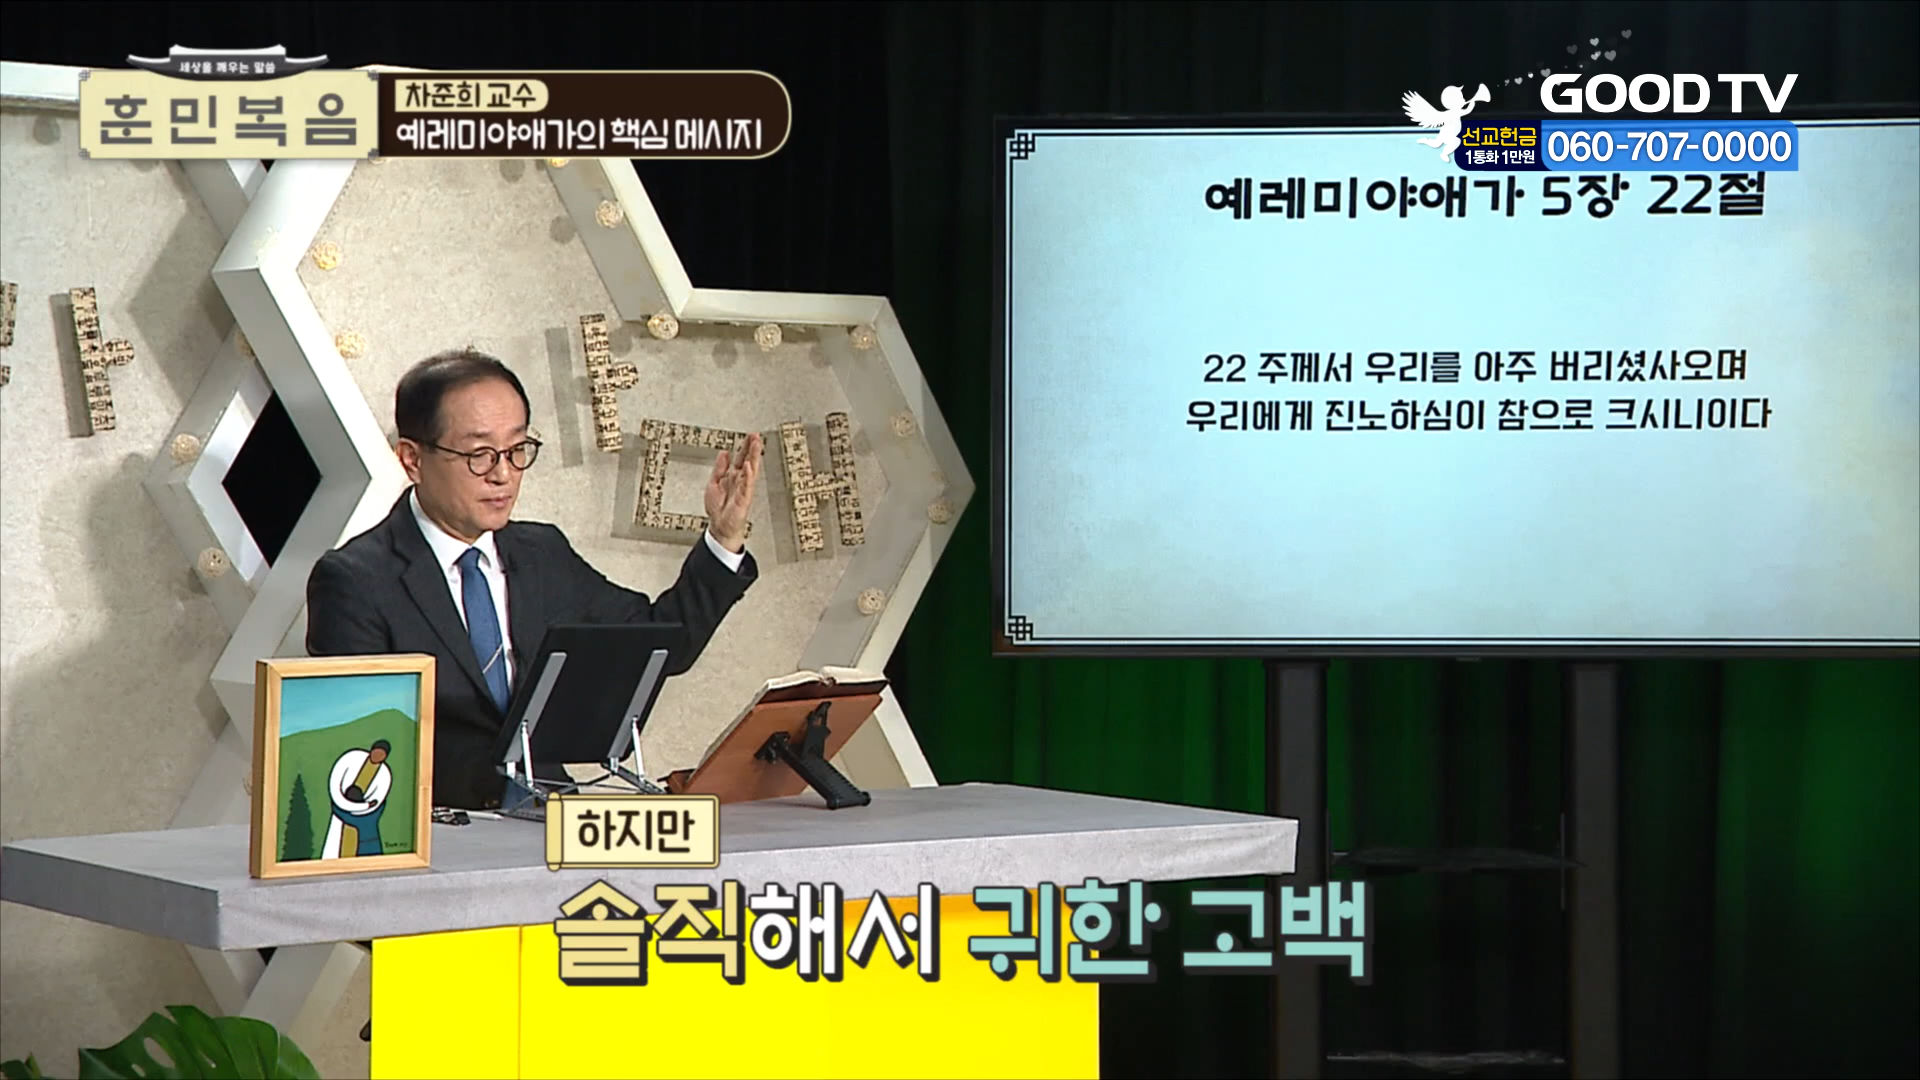 세상을 깨우는 말씀
훈민복음
차준희 교수
예레미야애가의 핵심 메시지
GOOD TV
선교헌금
1통화 1만원
060-707-0000
예레미야애가 5장 22절
22 주께서 우리를 아주 버리셨사오며
우리에게 진노하심이 참으로 크시니이다
하지만
솔직해서 귀한 고백